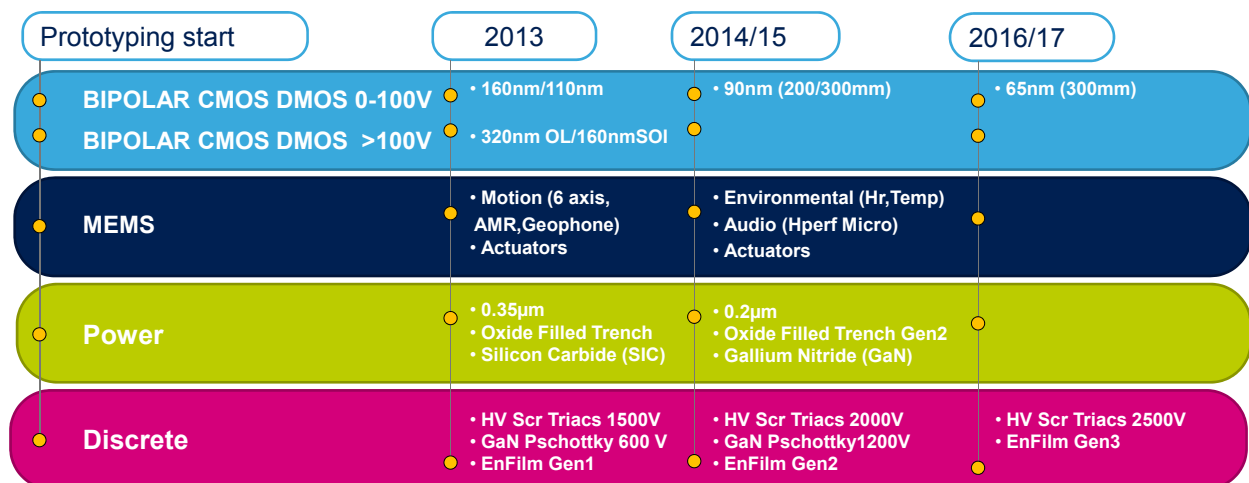 Prototyping start
2013
2014/15
2016/17
BIPOLAR CMOS DMOS 0-100V
• 160nm/110nm
• 90nm (200/300mm)
• 65nm (300mm)
BIPOLAR CMOS DMOS >100V
• 320nm OL/160nmSOI
MEMS
• Motion (6 axis,
AMR,Geophone)
• Actuators
• Environmental (Hr,Temp)
• Audio (Hperf Micro)
• Actuators
Power
• 0.35µm
• Oxide Filled Trench
• Silicon Carbide (SIC)
• 0.2µm
• Oxide Filled Trench Gen2
• Gallium Nitride (GaN)
Discrete
• HV Scr Triacs 1500V
• GaN Pschottky 600 V
• EnFilm Gen1
• HV Scr Triacs 2000V
• GaN Pschottky1200V
• EnFilm Gen2
• HV Scr Triacs 2500V
• EnFilm Gen3